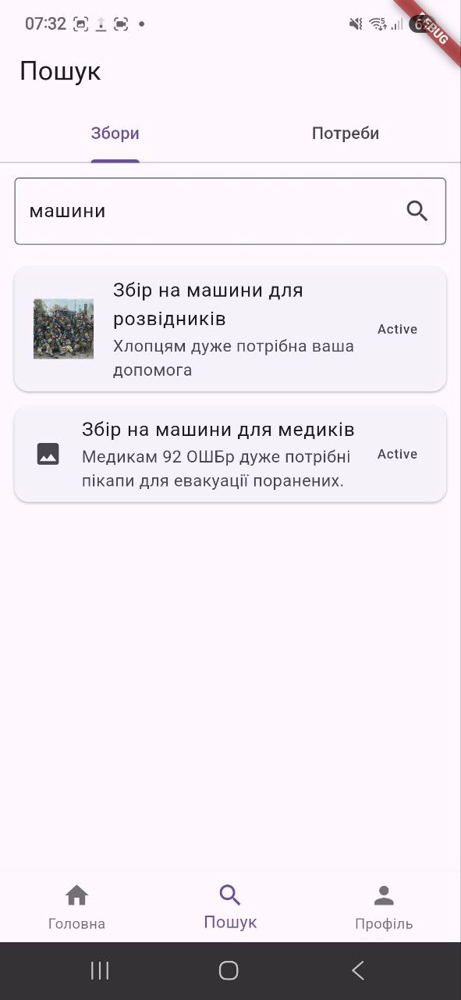 07:32
DEBUG
Пошук
Збори Потреби
машини
Збір на машини для
розвідників
Хлопцям дуже потрібна ваша
допомога
Active
Збір на машини для медиків
Медикам 92 ОШБр дуже потрібні
пікапи для евакуації поранених.
Active
Головна Пошук Профіль